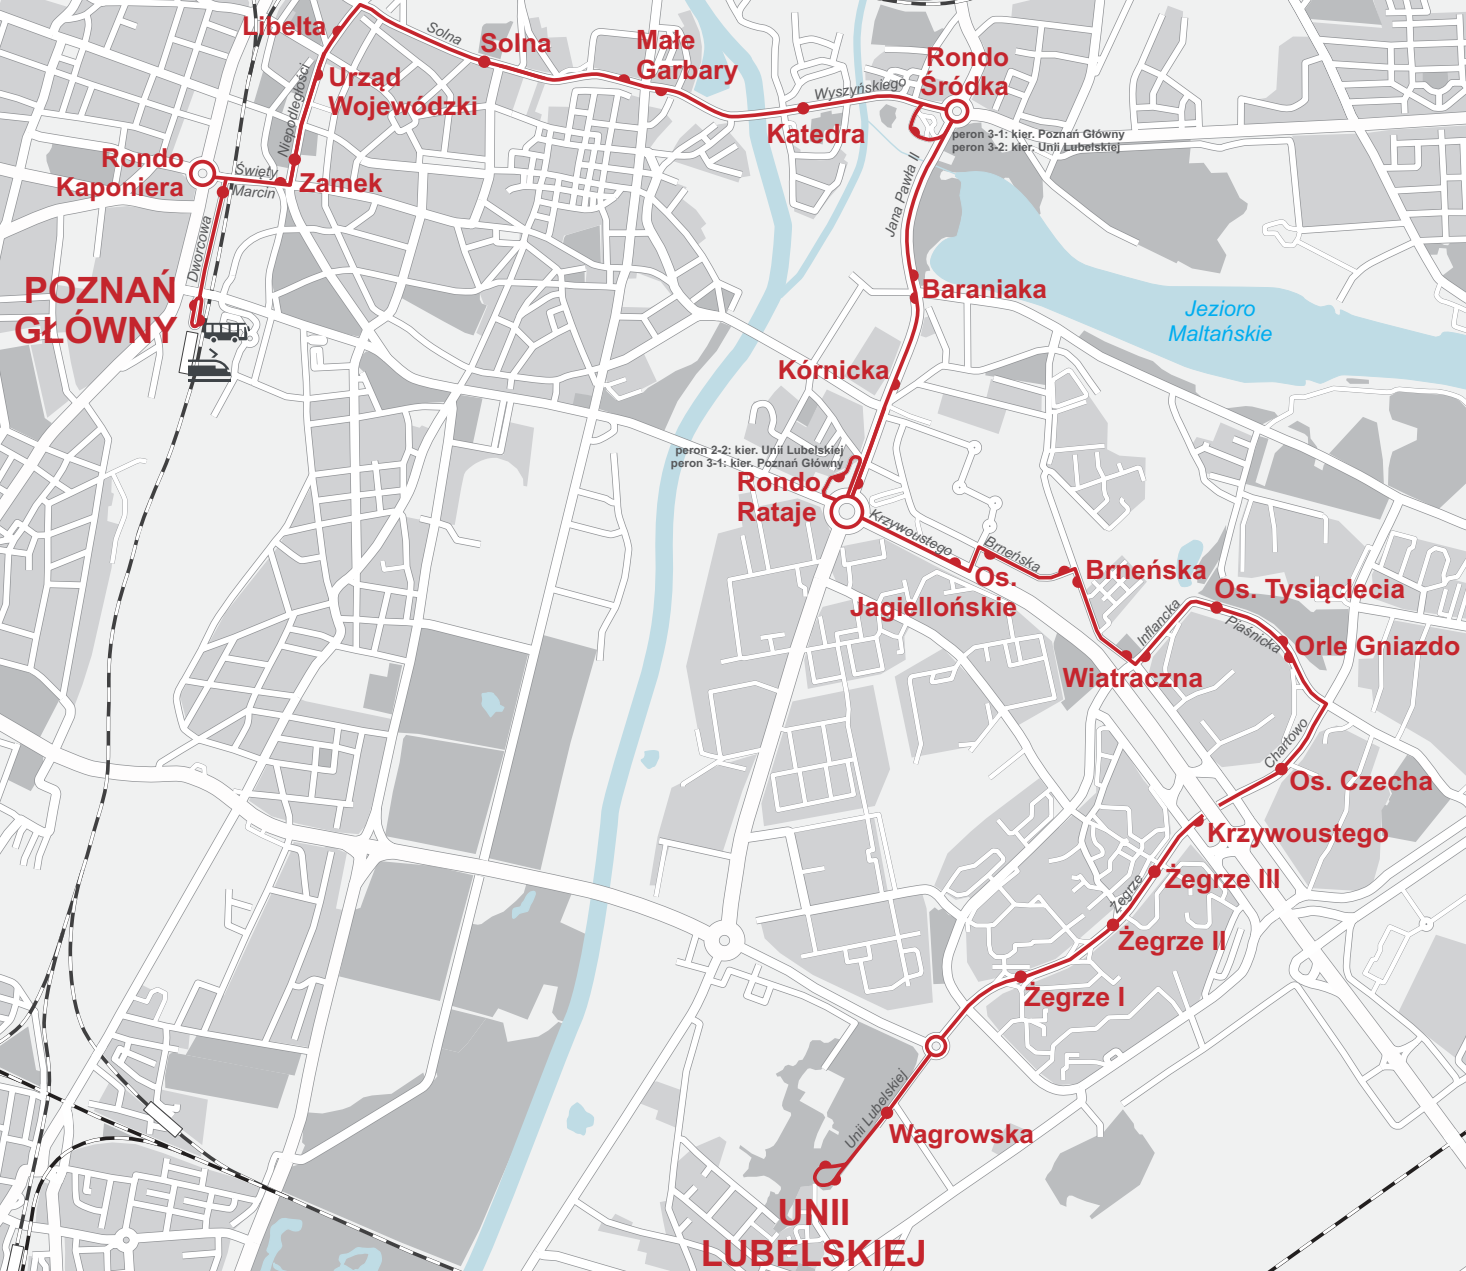 Libelta
Solna
Solna
Małe
Garbary
Urząd
Wojewódzki
Niepodległości
Rondo
Śródka
Wyszyńskiego
Katedra
peron 3-1: kier. Poznań Główny
peron 3-2: kier. Unii Lubelskiej
Rondo
Kaponiera
Święty
Marcin
Zamek
Jana Pawła II
Dworcowa
POZNAŃ
GŁÓWNY
Baraniaka
Jezioro
Maltańskie
Kórnicka
peron 2-2: kier. Unii Lubelskiej
peron 3-1: kier. Poznań Główny
Rondo
Rataje
Krzywoustego
Brneńska
Os.
Jagiellońskie
Brneńska
Os. Tysiąclecia
Inflancka
Piaśnicka
Orle Gniazdo
Wiatraczna
Chartowo
Os. Czecha
Krzywoustego
Żegrze III
Żegrze
Żegrze II
Żegrze I
Unii Lubelskiej
Wagrowska
UNII
LUBELSKIEJ